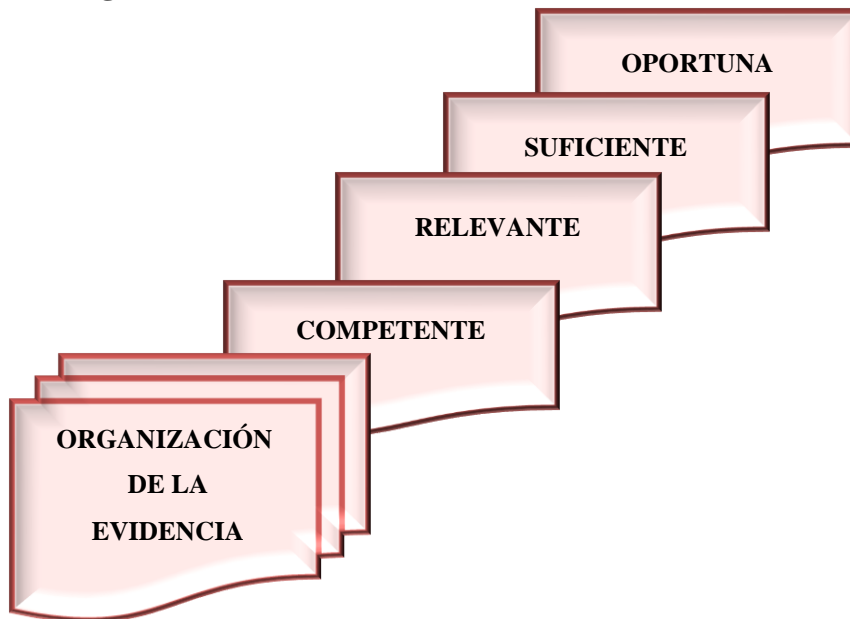 OPORTUNA
SUFICIENTE
RELEVANTE
COMPETENTE
ORGANIZACIÓN
DE LA
EVIDENCIA